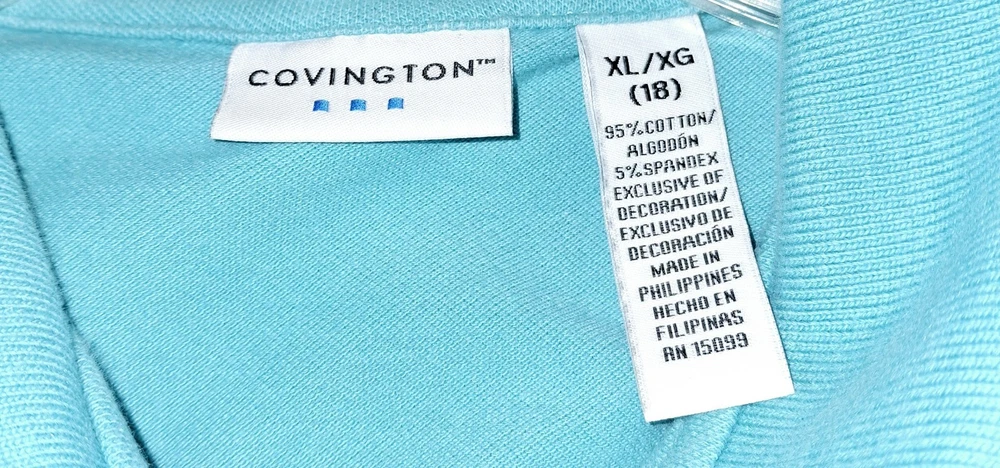 COVINGTON™
XL/XG
(18)
95%COTTON/
ALGODÓN
5%SPANDEX
EXCLUSIVE OF
DECORATION/
EXCLUSIVO DE
DECORACIÓN
MADE IN
PHILIPPINES
HECHO EN
FILIPINAS
RN 15099